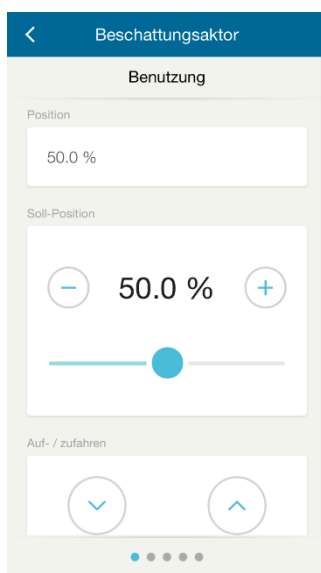 Beschattungsaktor
Benutzung
Position
50.0 %
Soll-Position
50.0 %
Auf- / zufahren